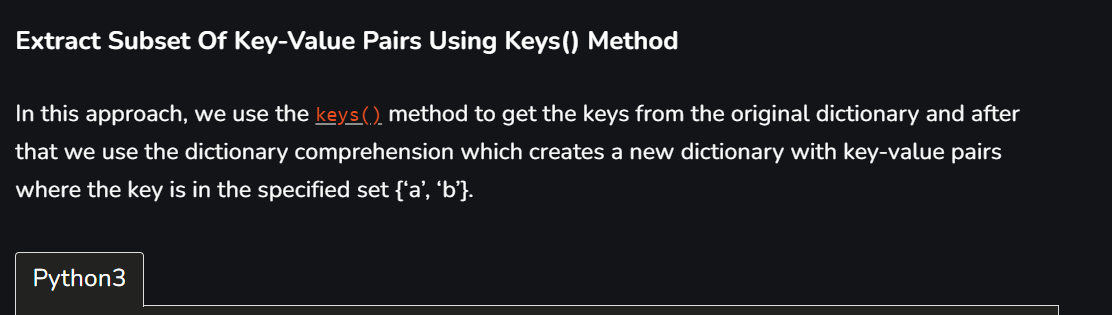 Extract Subset Of Key-Value Pairs Using Keys() Method
In this approach, we use the keys() method to get the keys from the original dictionary and after
that we use the dictionary comprehension which creates a new dictionary with key-value pairs
where the key is in the specified set {‘a’, ‘b’}.
Python3